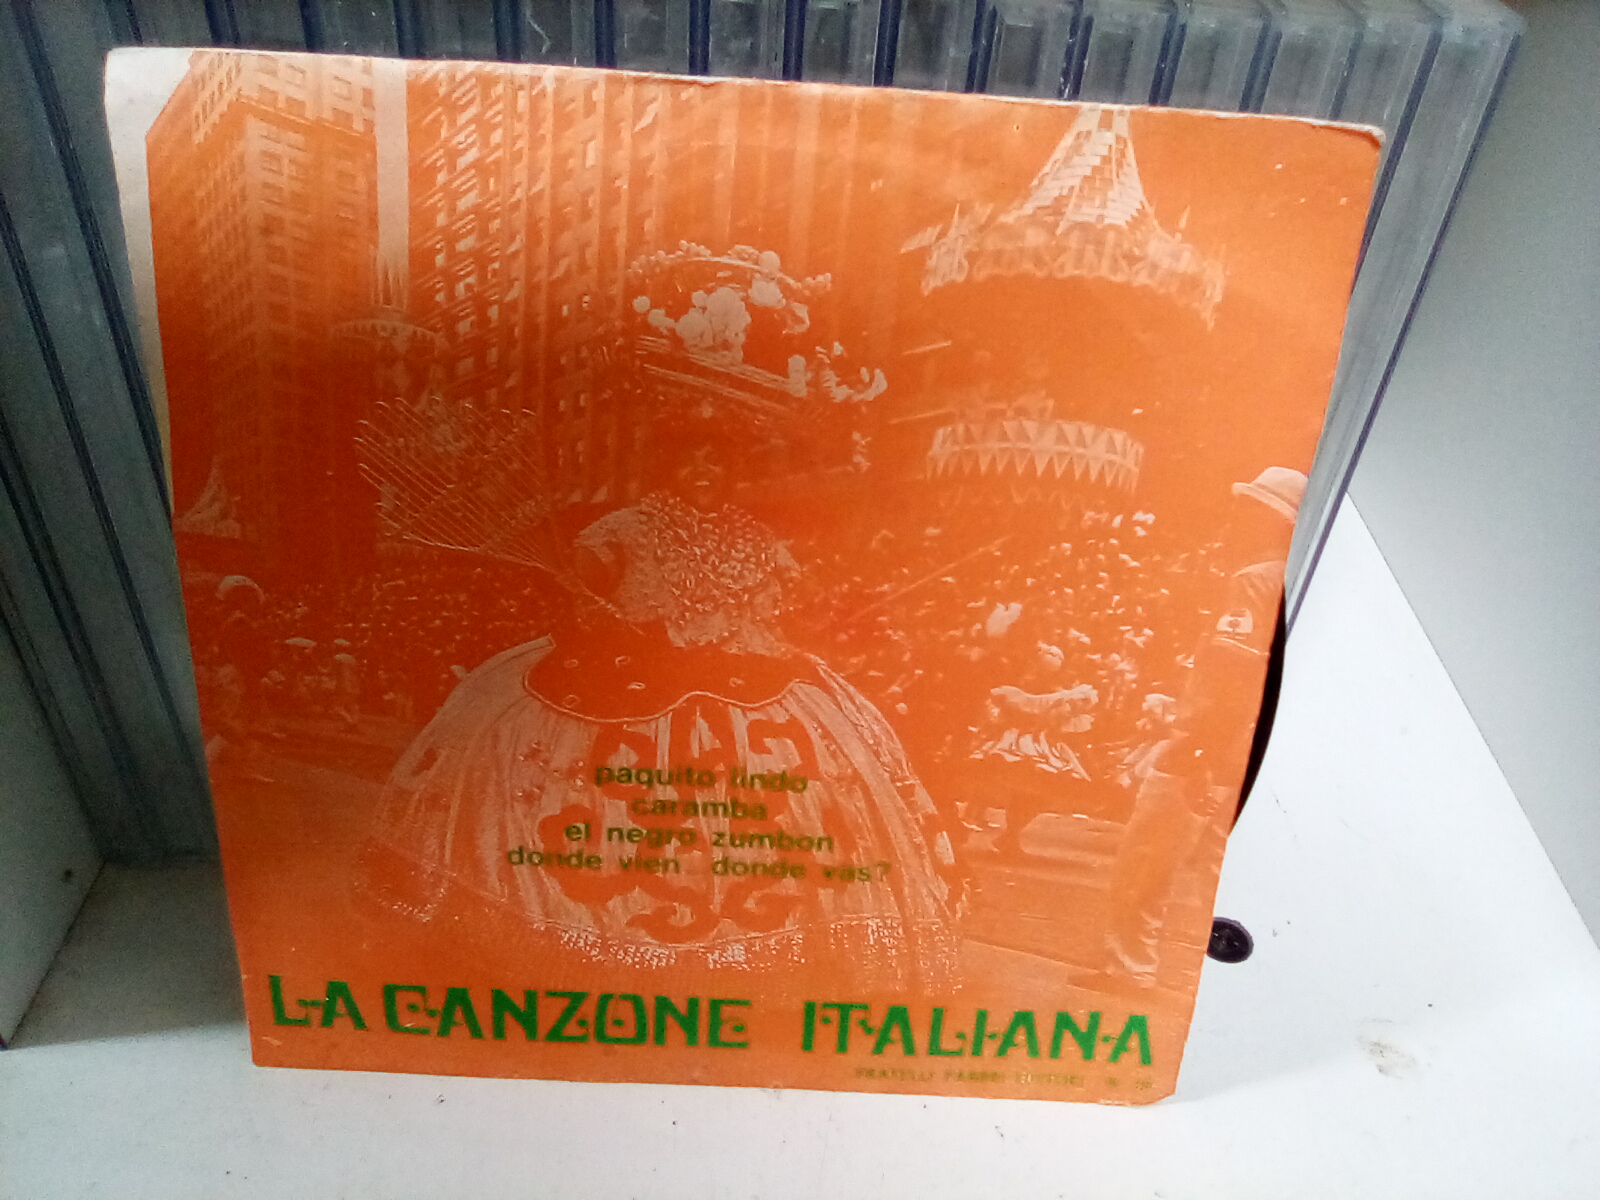 paquito lindo
caramba
el negro zumbon
donde vien donde vas?
LA CANZONE ITALIANA
FRATELLI FABBRI EDITORI